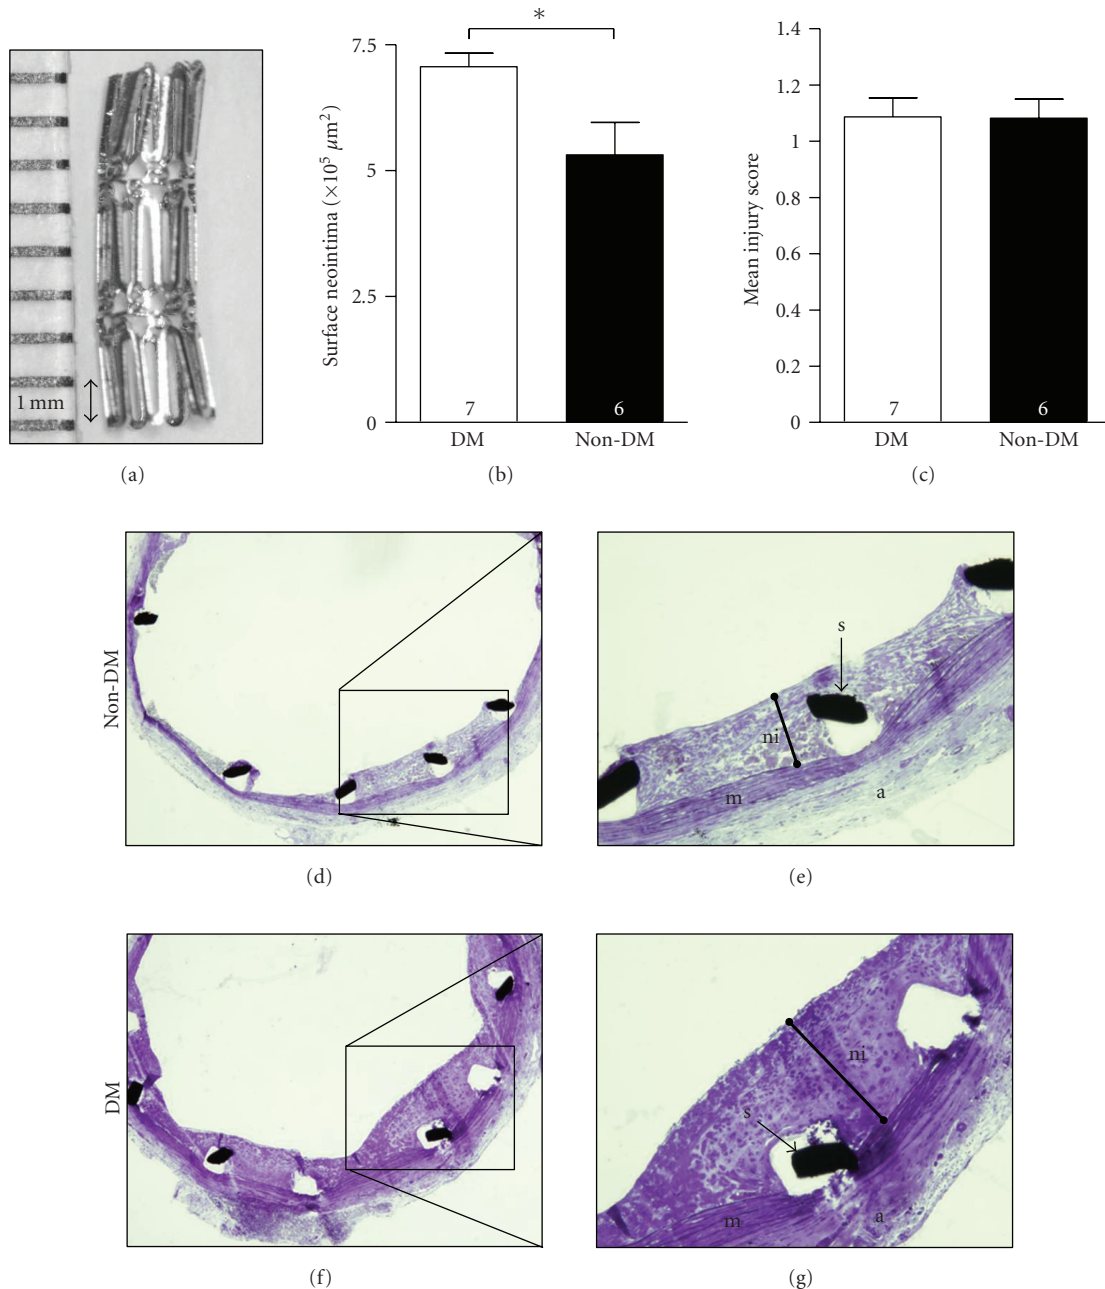 1 mm
(a)
*
Surface neointima (×10⁵ µm²)
7.5
5
2.5
0
7
6
DM
Non-DM
(b)
Mean injury score
1.4
1.2
1
0.8
0.6
0.4
0.2
0
7
6
DM
Non-DM
(c)
Non-DM
(d)
s
ni
m
a
(e)
DM
(f)
ni
s
m
a
(g)